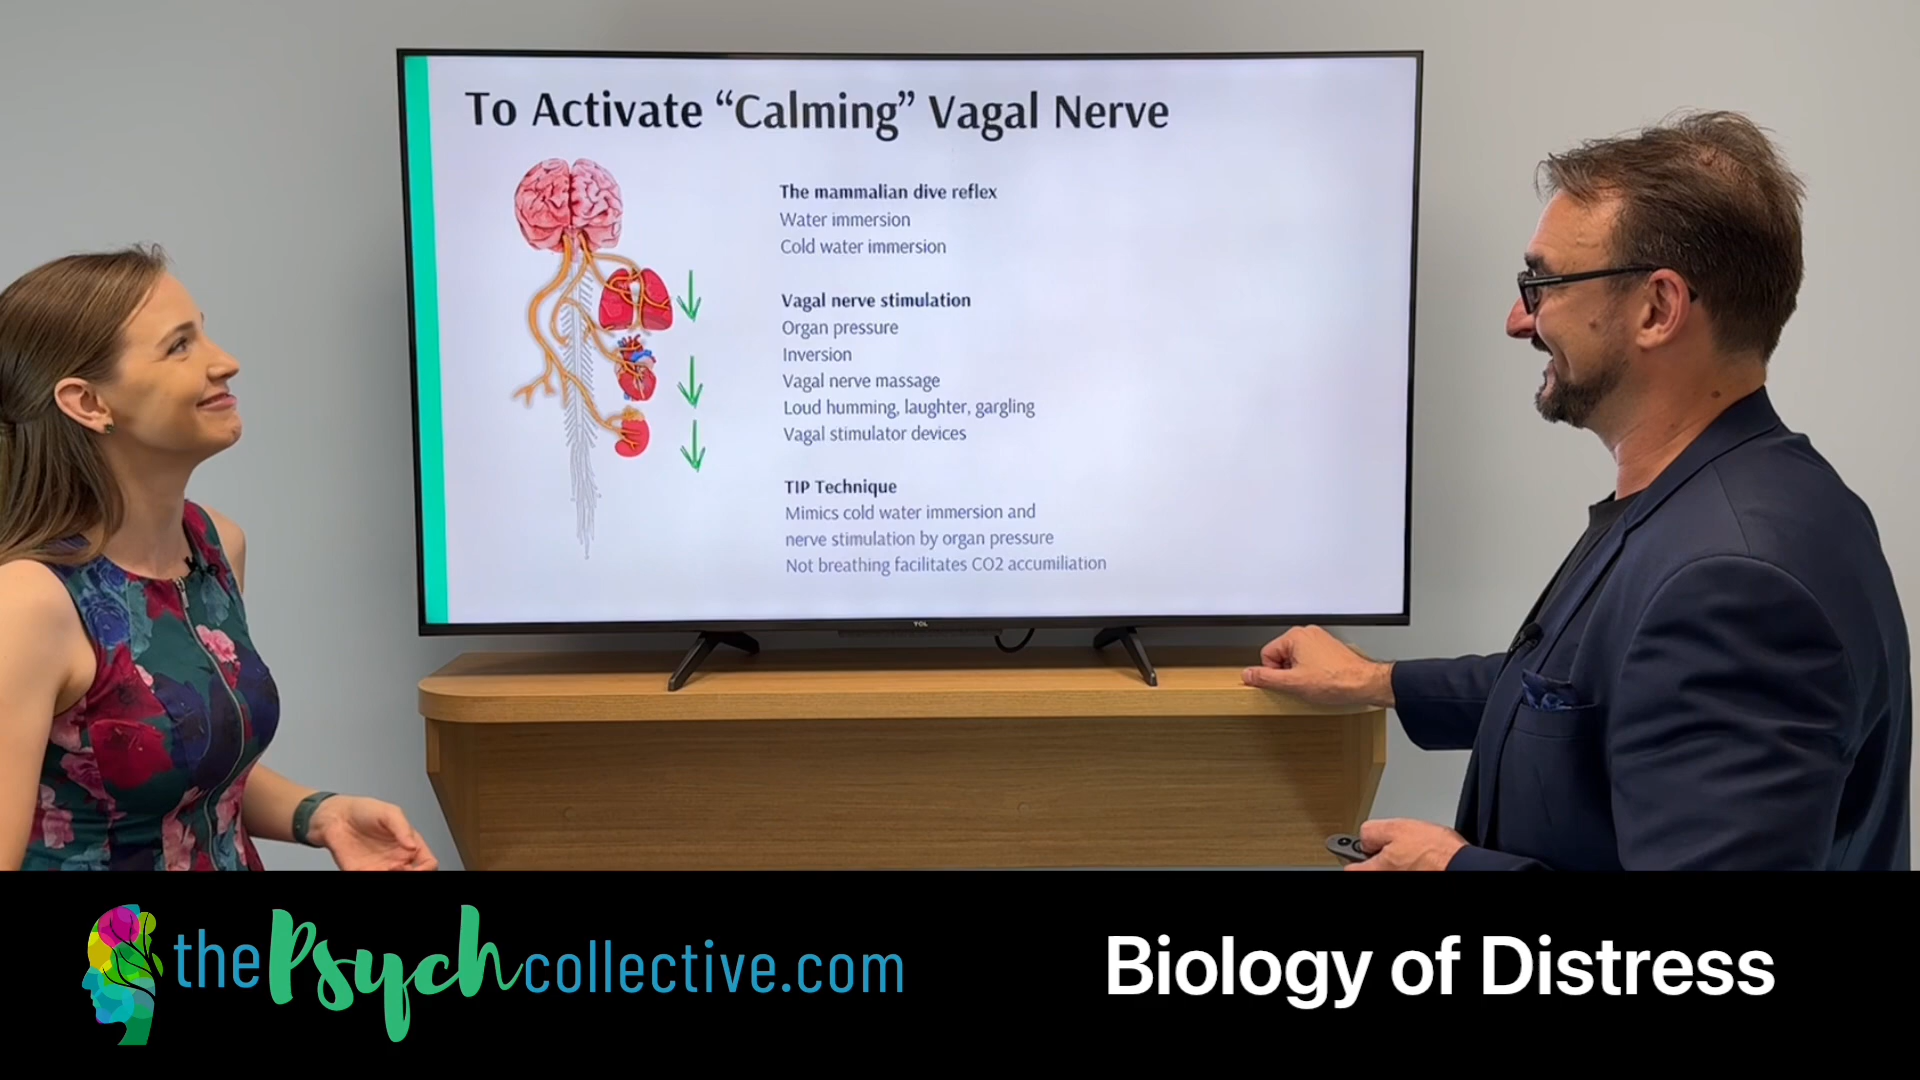 To Activate “Calming” Vagal Nerve
The mammalian dive reflex
Water immersion
Cold water immersion
Vagal nerve stimulation
Organ pressure
Inversion
Vagal nerve massage
Loud humming, laughter, gargling
Vagal stimulator devices
TIP Technique
Mimics cold water immersion and
nerve stimulation by organ pressure
Not breathing facilitates CO2 accumiliation
TCL
thePsychcollective.com
Biology of Distress